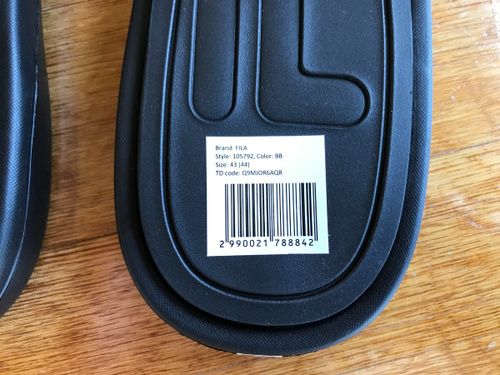 Brand: FILA
Style: 105792, Color: BB
Size: 43 (44)
TD code: Q9MJOR6AQR
2 990021 788842